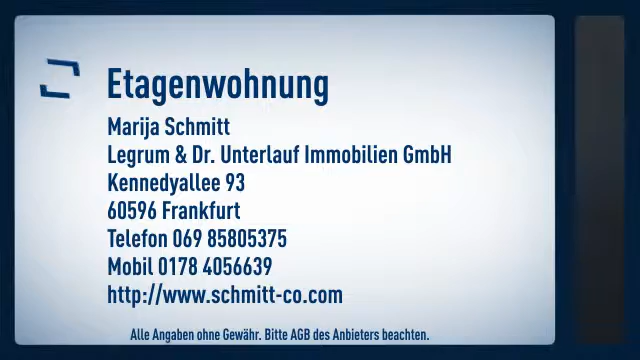 Etagenwohnung
Marija Schmitt
Legrum & Dr. Unterlauf Immobilien GmbH
Kennedyallee 93
60596 Frankfurt
Telefon 069 85805375
Mobil 0178 4056639
http://www.schmitt-co.com
Alle Angaben ohne Gewähr. Bitte AGB des Anbieters beachten.